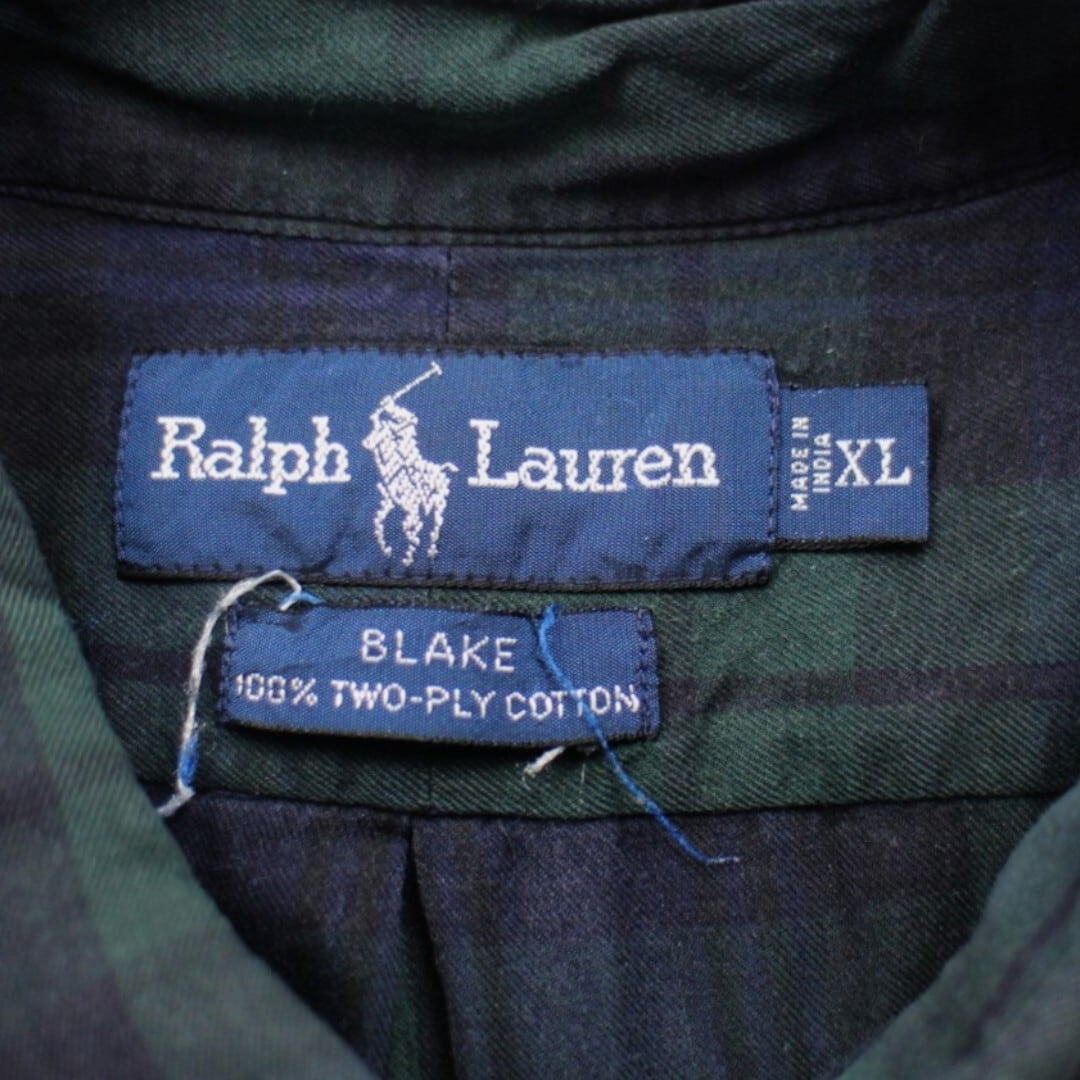 Ralph Lauren
MADE IN
INDIA
XL
BLAKE
100% TWO-PLY COTTON